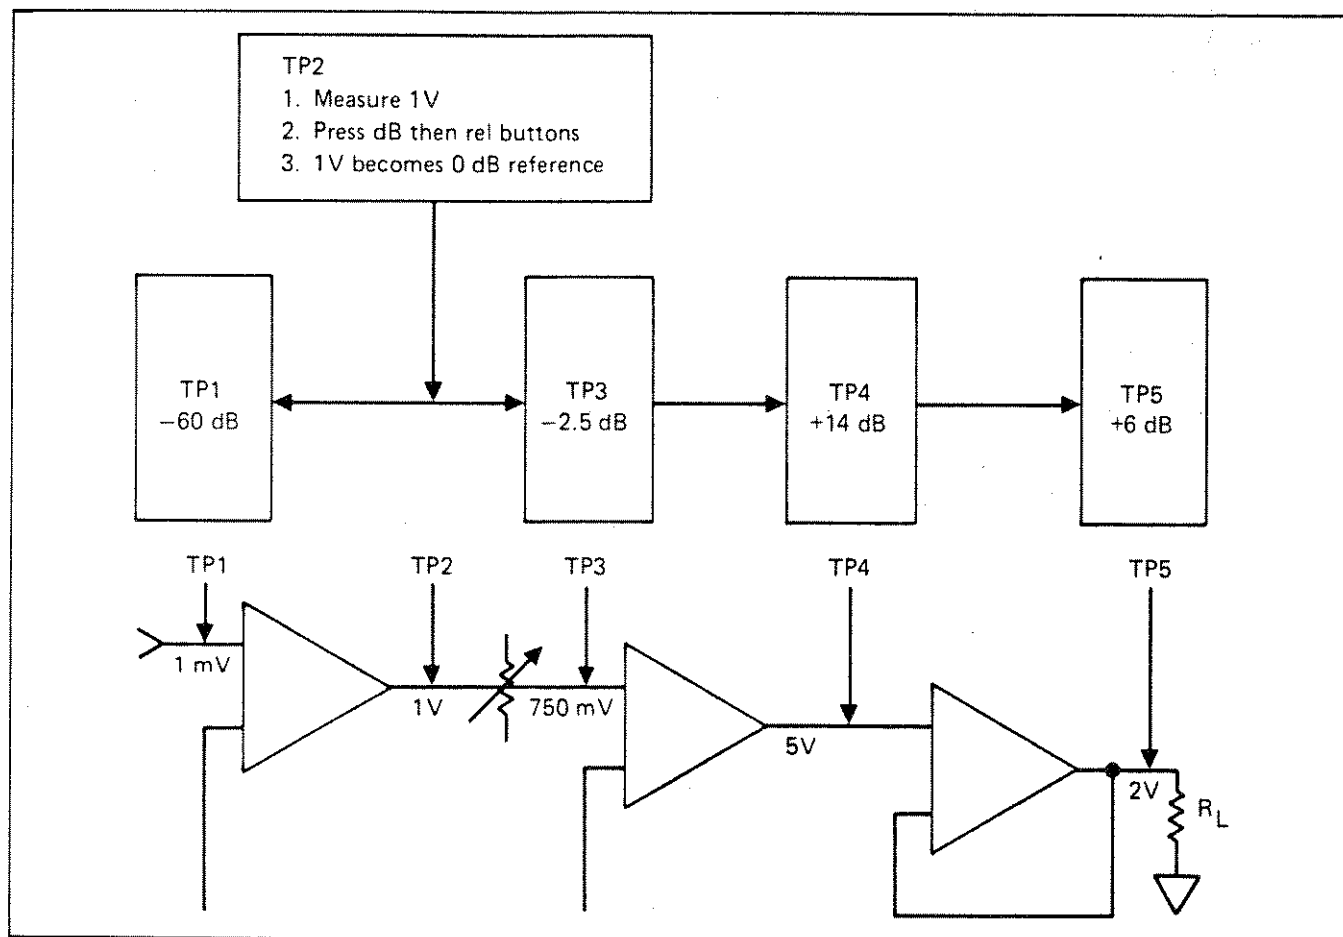 TP2
1. Measure 1V
2. Press dB then rel buttons
3. 1V becomes 0 dB reference
TP1
−60 dB
TP3
−2.5 dB
TP4
+14 dB
TP5
+6 dB
TP1
TP2
TP3
TP4
TP5
1 mV
1V
750 mV
5V
2V
RL